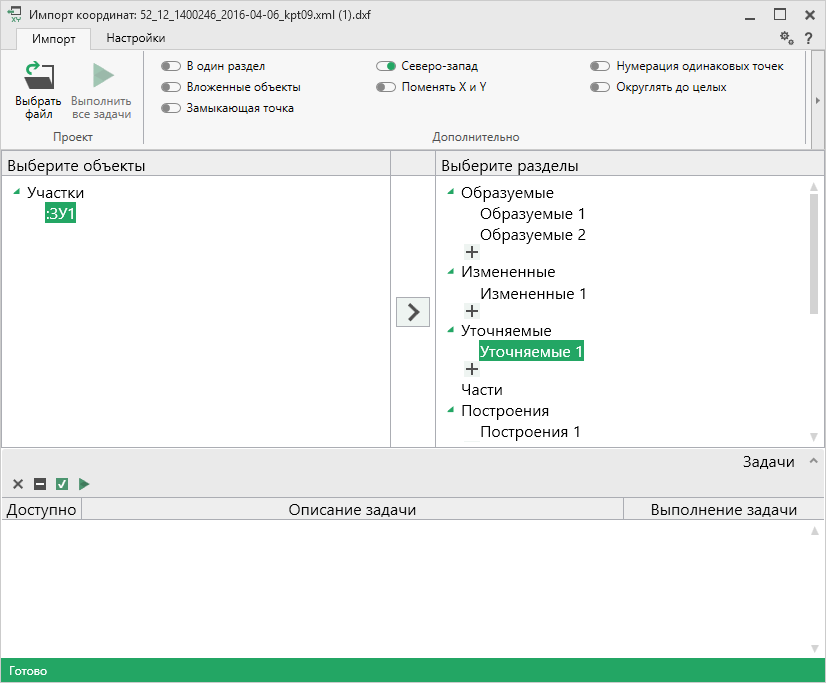 Импорт координат: 52_12_1400246_2016-04-06_kpt09.xml (1).dxf
Импорт
Настройки
?
Выбрать файл
Выполнить все задачи
Проект
В один раздел
Вложенные объекты
Замыкающая точка
Северо-запад
Поменять X и Y
Нумерация одинаковых точек
Округлять до целых
Дополнительно
Выберите объекты
Участки
:ЗУ1
Выберите разделы
Образуемые
Образуемые 1
Образуемые 2
Измененные
Измененные 1
Уточняемые
Уточняемые 1
Части
Построения
Построения 1
Задачи
Доступно
Описание задачи
Выполнение задачи
Готово